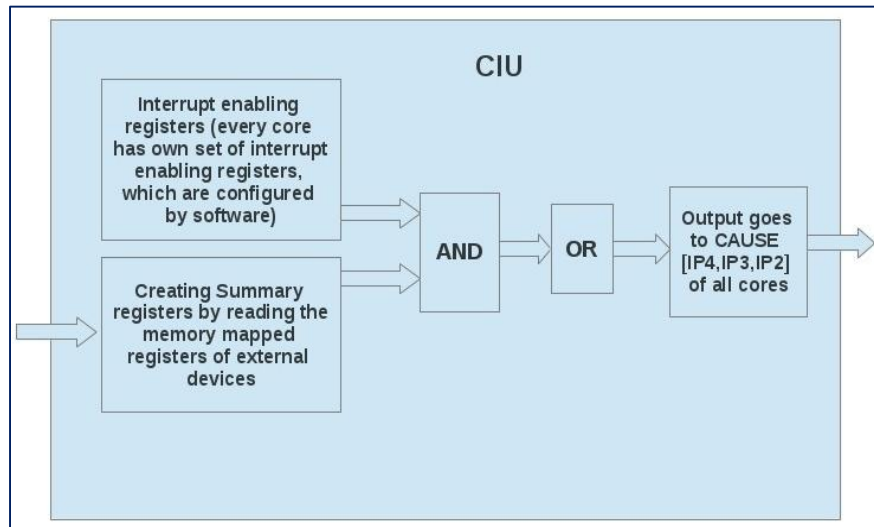 CIU
Interrupt enabling
registers (every core
has own set of interrupt
enabling registers,
which are configured
by software)
Creating Summary
registers by reading the
memory mapped
registers of external
devices
AND
OR
Output goes
to CAUSE
[IP4,IP3,IP2]
of all cores